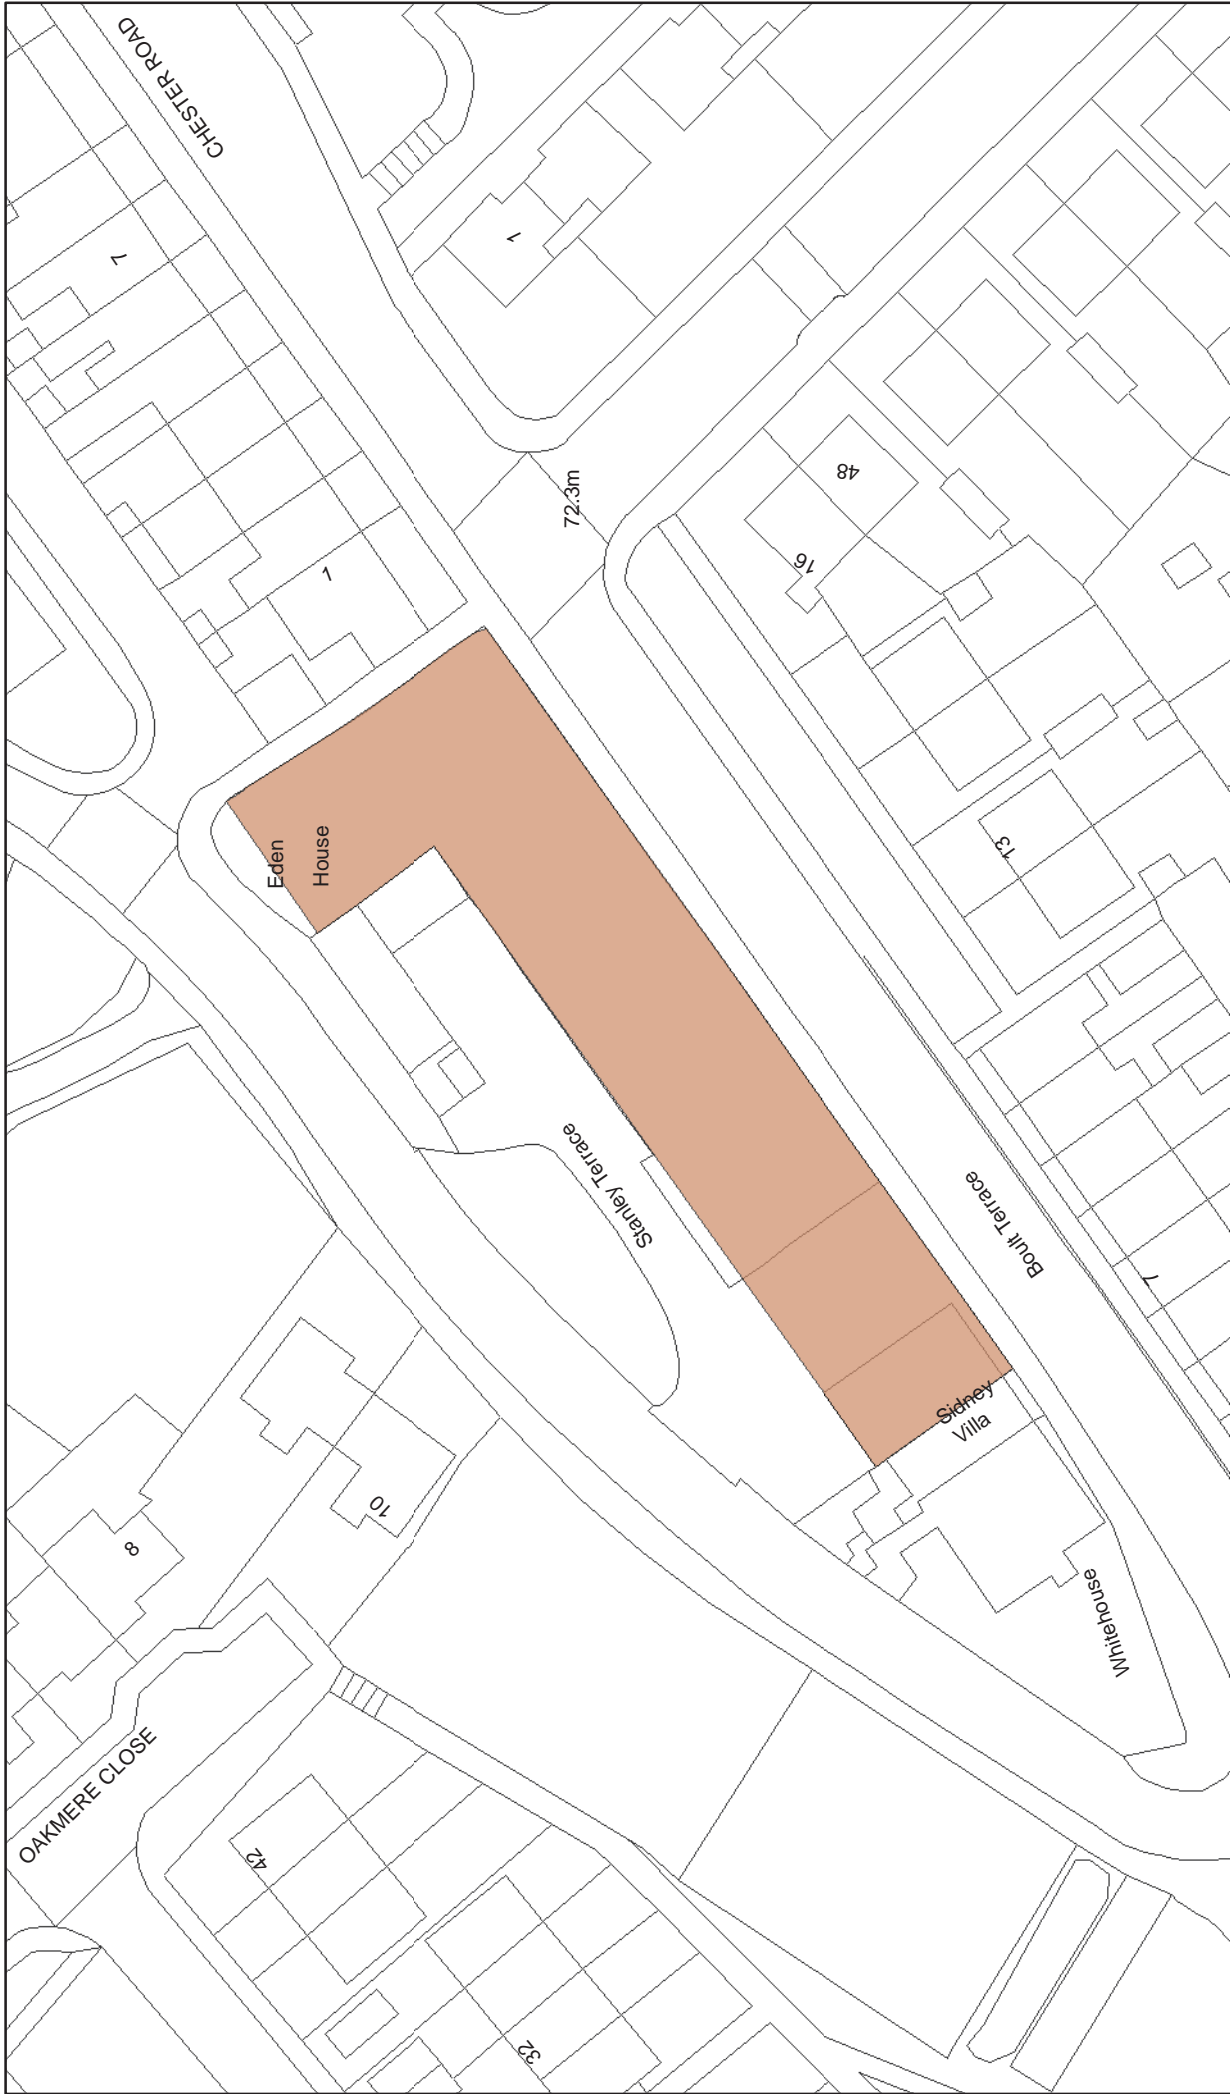 CHESTER ROAD
7
1
1
72.3m
48
16
Eden
House
13
Stanley Terrace
Boult Terrace
7
Sidney
Villa
10
8
Whitehouse
OAKMERE CLOSE
42
32